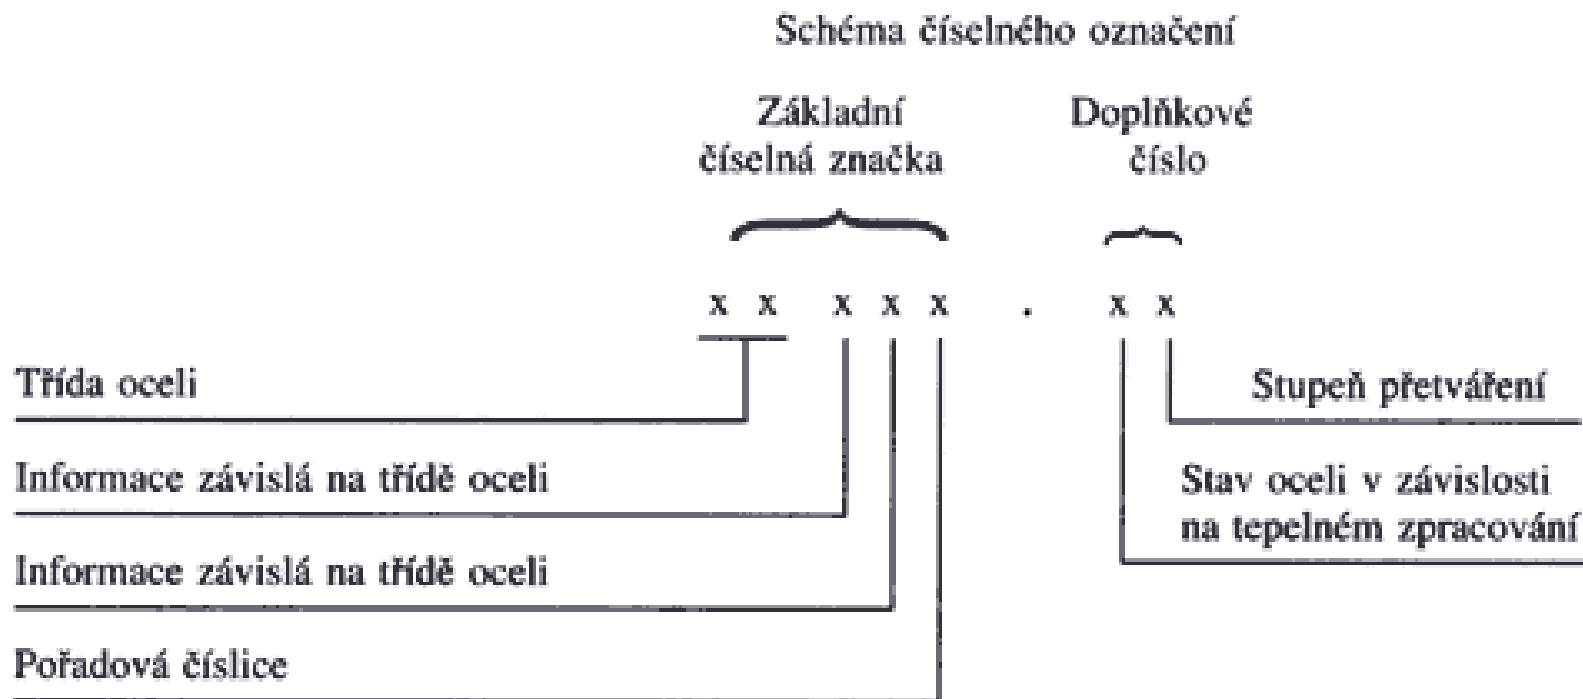 Schéma číselného označení
Základní
číselná značka
Doplňkové
číslo
x x x x x . x x
Třída oceli
Stupeň přetváření
Informace závislá na třídě oceli
Stav oceli v závislosti
na tepelném zpracování
Informace závislá na třídě oceli
Pořadová číslice